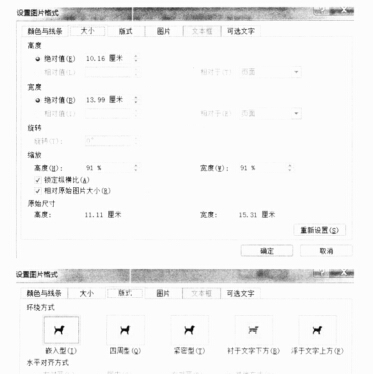 设置图片格式
颜色与线条 大小 版式 图片 文本框 可选文字
高度
绝对值(E) 10.16 厘米
相对值(L) 相对于(T) 页面
宽度
绝对值(B) 13.99 厘米
相对值(I) 相对于(E) 页面
旋转
旋转(T): 0°
缩放
高度(H): 91 % 宽度(W): 91 %
锁定纵横比(A)
相对原始图片大小(R)
原始尺寸
高度: 11.11 厘米 宽度: 15.31 厘米
重新设置(S)
确定 取消
设置图片格式
颜色与线条 大小 版式 图片 文本框 可选文字
环绕方式
嵌入型(I) 四周型(Q) 紧密型(T) 衬于文字下方(B) 浮于文字上方(F)
水平对齐方式